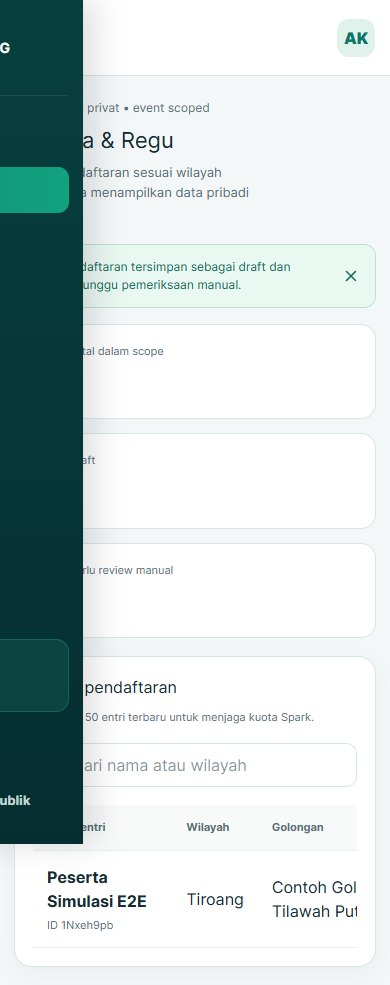 G
AK
privat • event scoped
a & Regu
daftaran sesuai wilayah
a menampilkan data pribadi
daftaran tersimpan sebagai draft dan
unggu pemeriksaan manual.
tal dalam scope
aft
rlu review manual
pendaftaran
50 entri terbaru untuk menjaga kuota Spark.
ari nama atau wilayah
entri Wilayah Golongan
ublik
Peserta
Simulasi E2E
ID 1Nxeh9pb
Tiroang
Contoh Gol
Tilawah Put